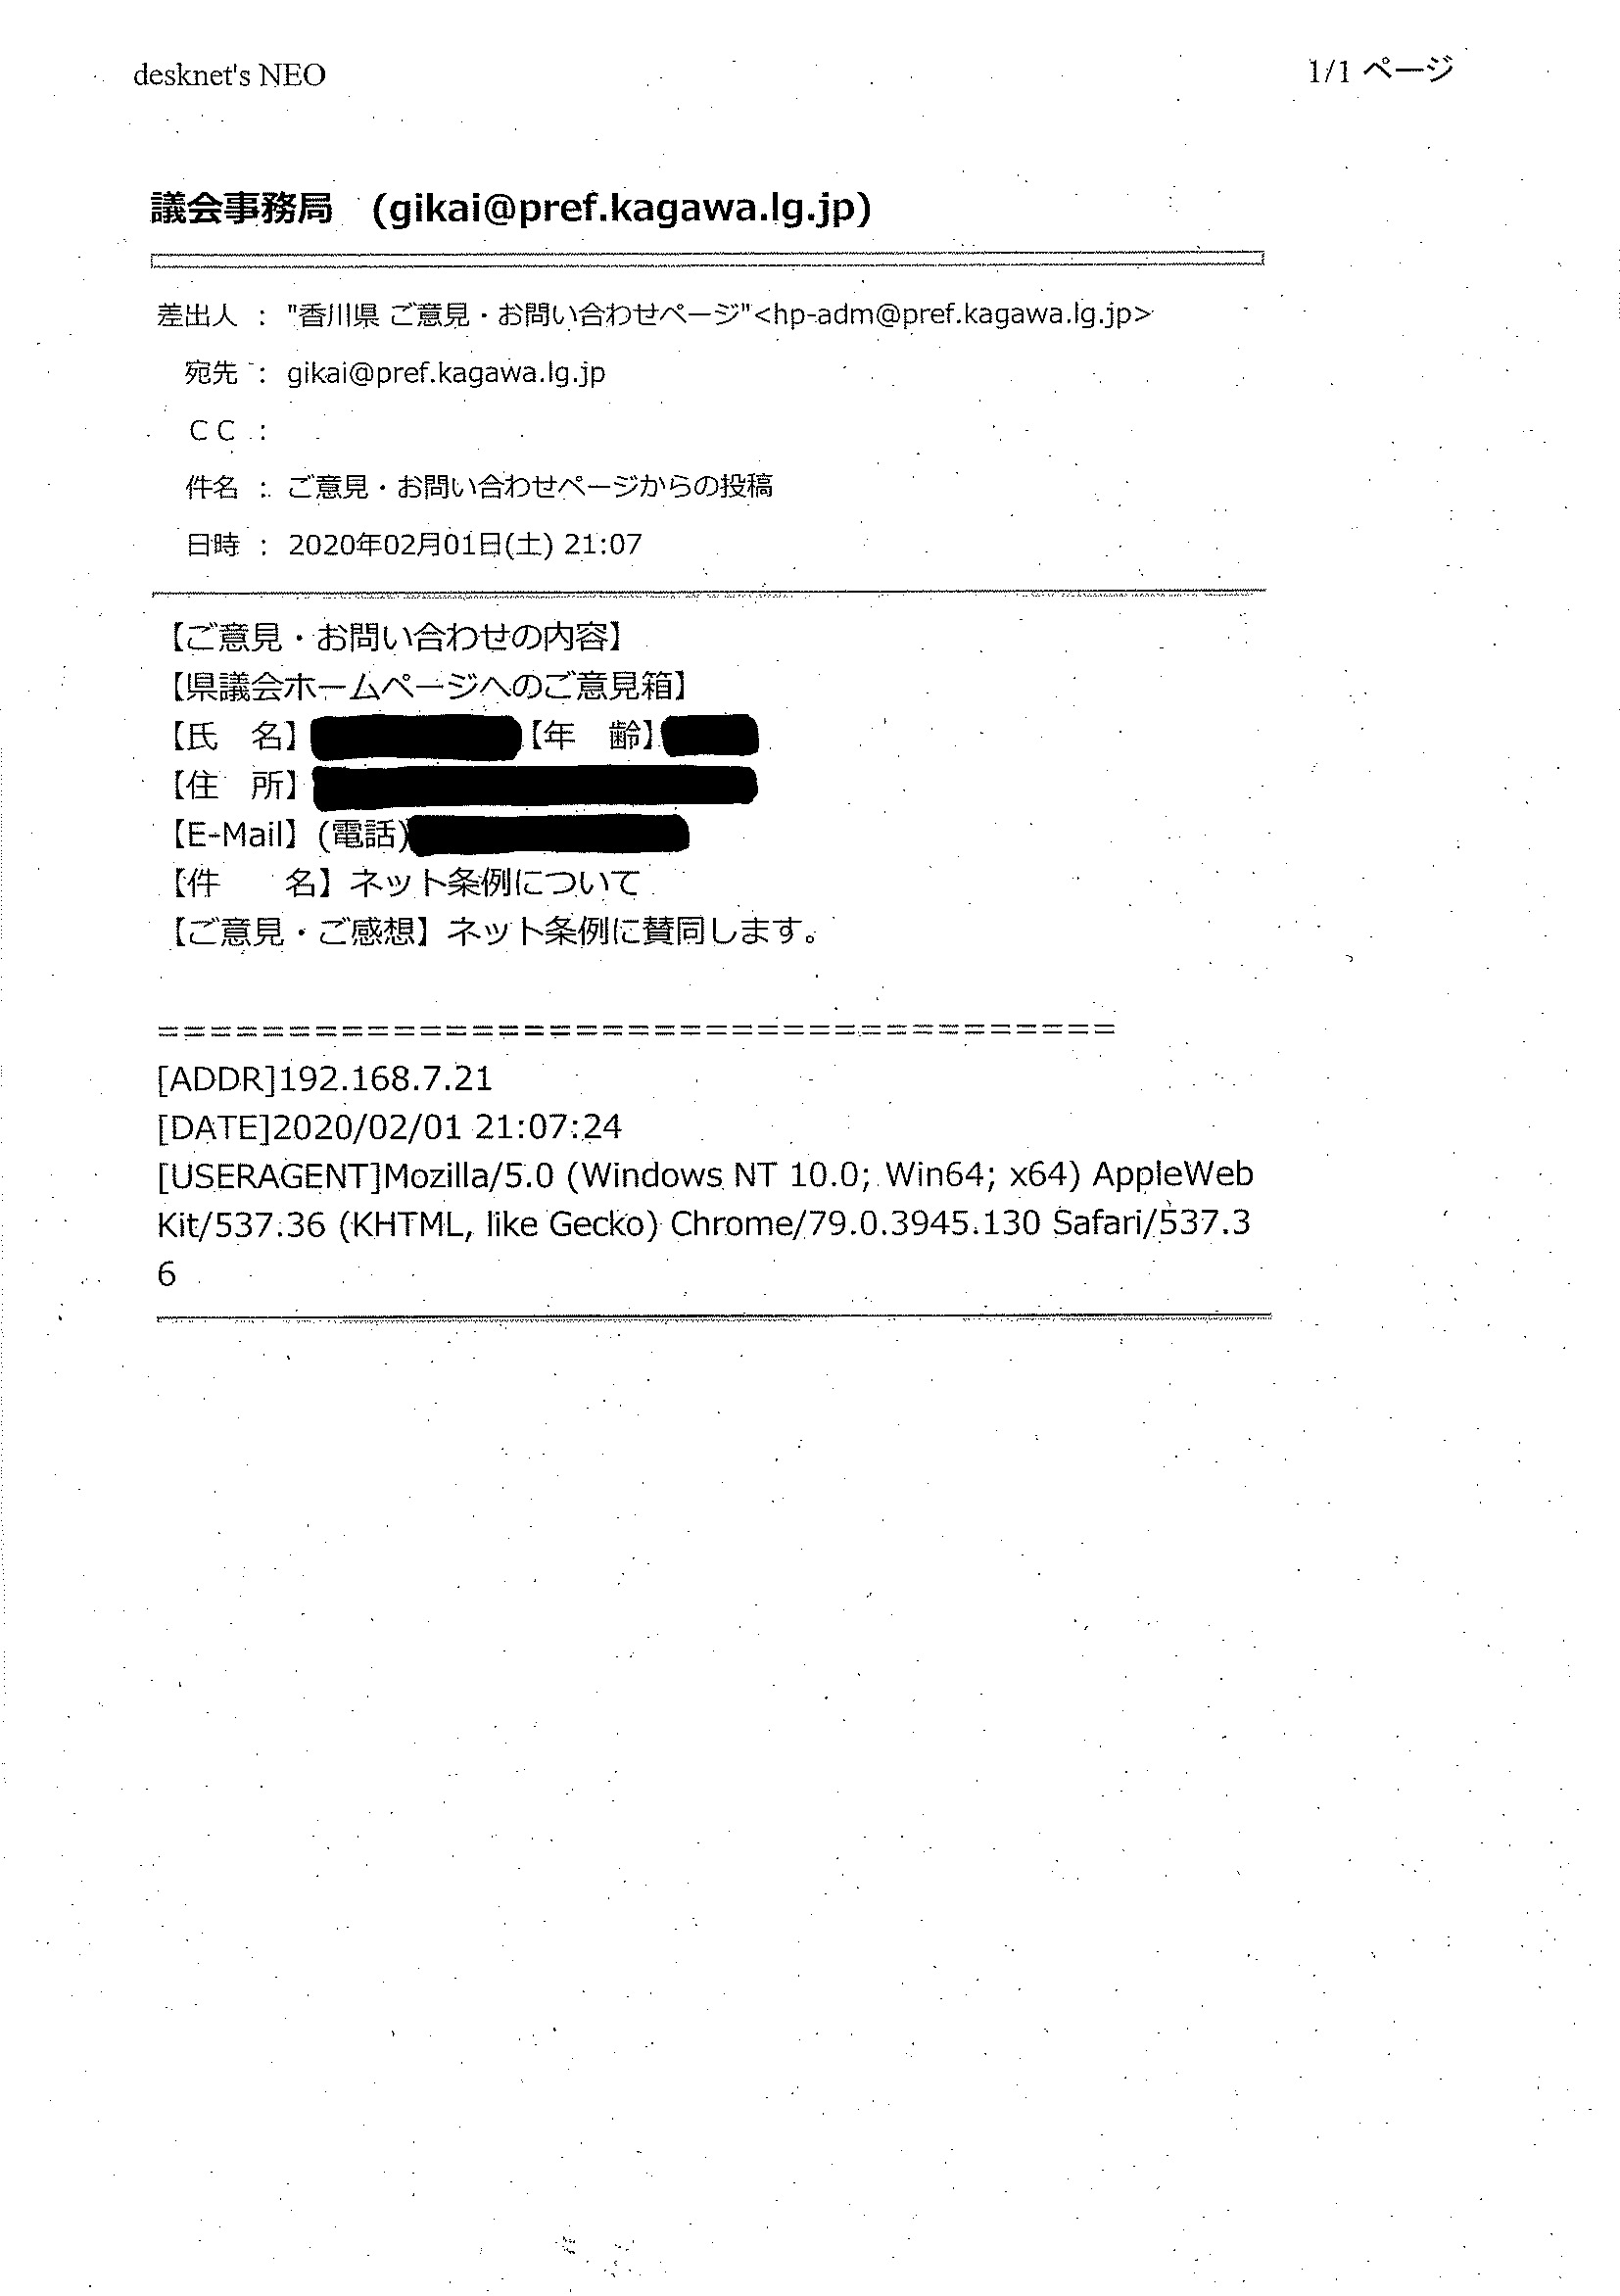 desknet's NEO
1/1 ページ
議会事務局 (gikai@pref.kagawa.lg.jp)
差出人 : "香川県 ご意見・お問い合わせページ"<hp-adm@pref.kagawa.lg.jp>
宛先 : gikai@pref.kagawa.lg.jp
ＣＣ :
件名 : ご意見・お問い合わせページからの投稿
日時 : 2020年02月01日(土) 21:07
【ご意見・お問い合わせの内容】
【県議会ホームページへのご意見箱】
【氏　名】 【年　齢】
【住　所】
【E-Mail】(電話)
【件　　名】ネット条例について
【ご意見・ご感想】ネット条例に賛同します。
=====================================
[ADDR]192.168.7.21
[DATE]2020/02/01 21:07:24
[USERAGENT]Mozilla/5.0 (Windows NT 10.0; Win64; x64) AppleWeb
Kit/537.36 (KHTML, like Gecko) Chrome/79.0.3945.130 Safari/537.3
6